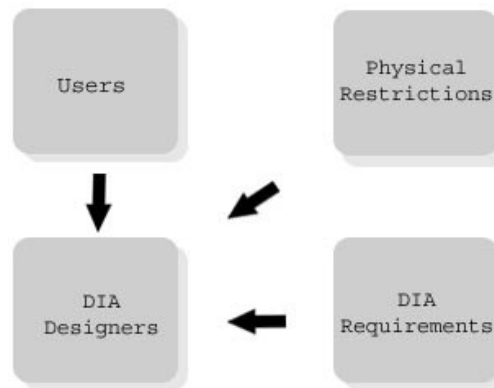 Users
Physical
Restrictions
DIA
Designers
DIA
Requirements